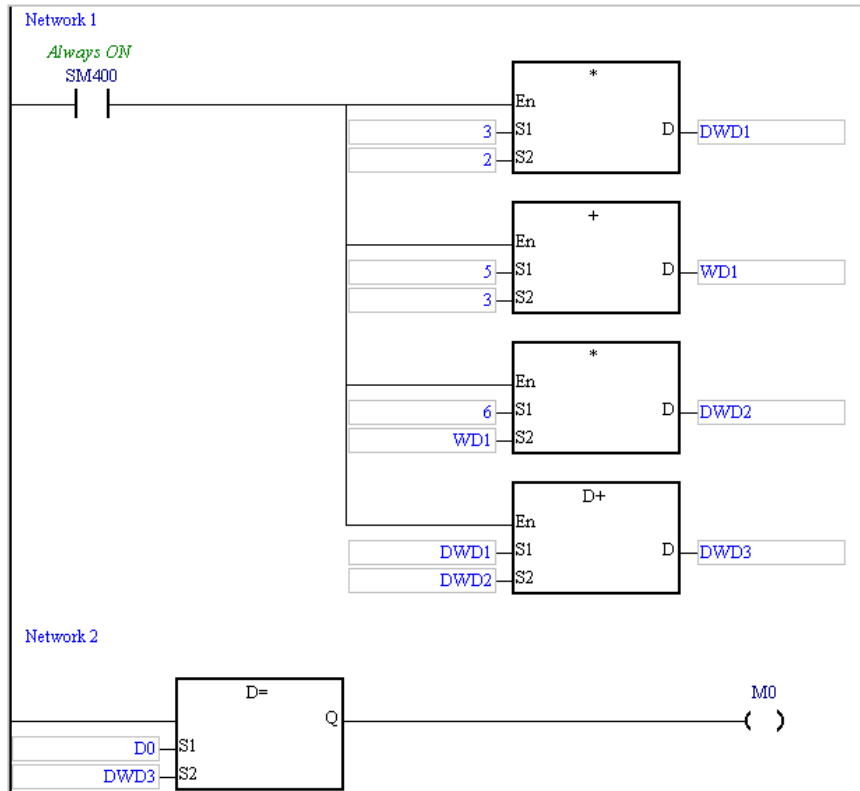 Network 1
Always ON
SM400
*
En
3 S1 D DWD1
2 S2
+
En
5 S1 D WD1
3 S2
*
En
6 S1 D DWD2
WD1 S2
D+
En
DWD1 S1 D DWD3
DWD2 S2
Network 2
D= M0
Q
D0 S1
DWD3 S2